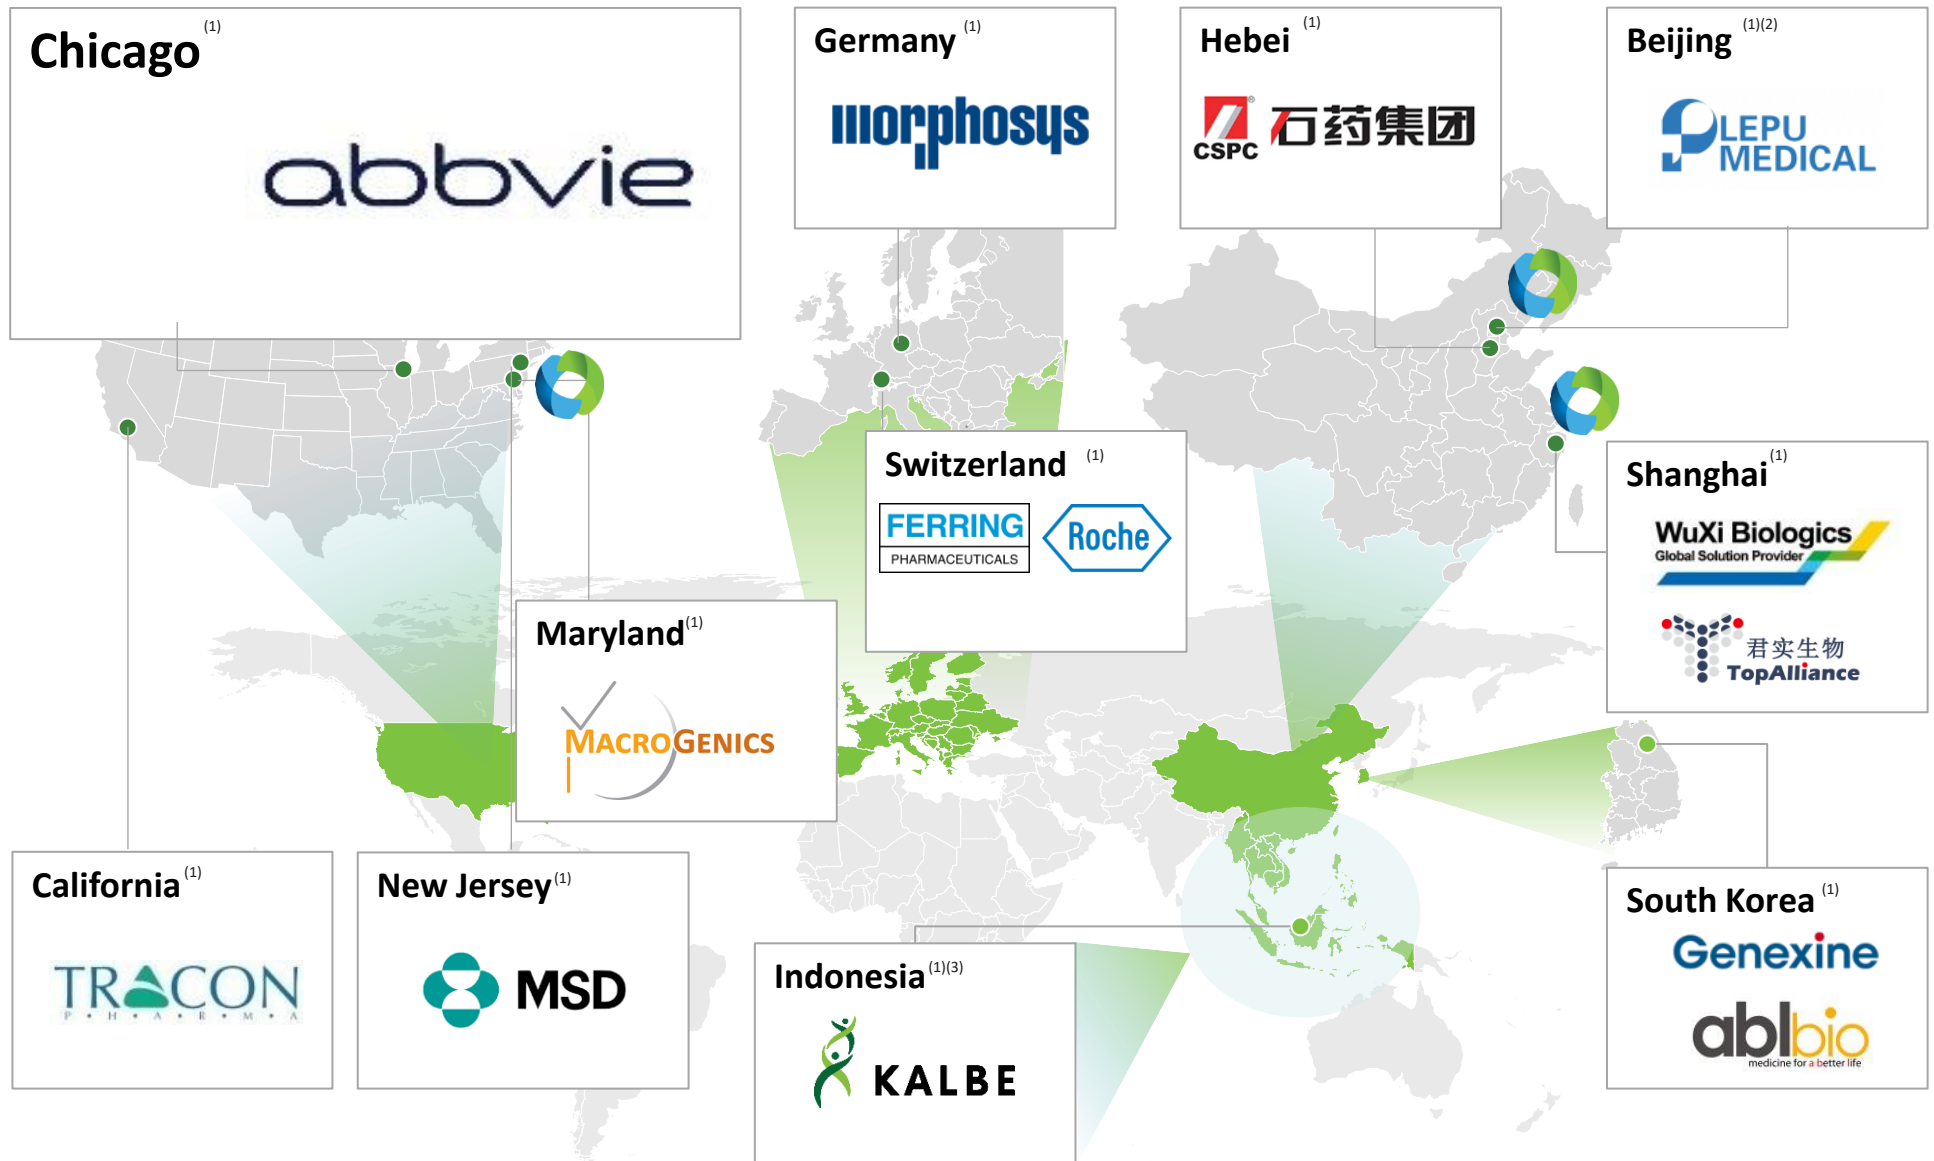 Chicago (1)
abbvie
Germany (1)
morphosys
Hebei (1)
CSPC 石药集团
Beijing (1)(2)
LEPU
MEDICAL
Switzerland (1)
FERRING
PHARMACEUTICALS
Roche
Shanghai (1)
WuXi Biologics
Global Solution Provider
君实生物
TopAlliance
Maryland (1)
MACROGENICS
California (1)
TRACON
PHARMA
New Jersey (1)
MSD
Indonesia (1)(3)
KALBE
South Korea (1)
Genexine
ablbio
medicine for a better life